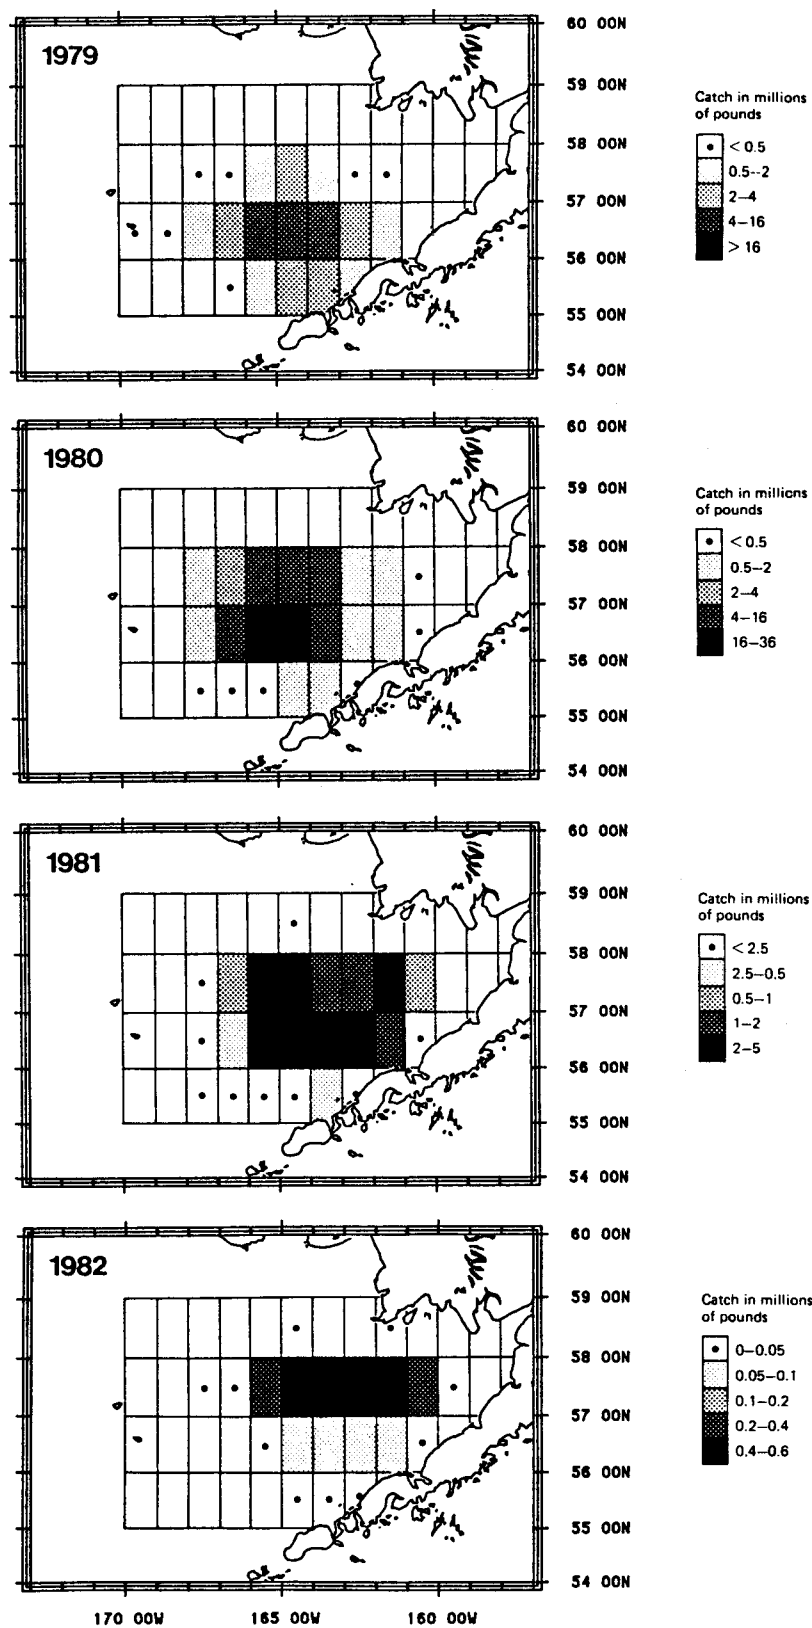 1979
60 00N
59 00N
58 00N
57 00N
56 00N
55 00N
54 00N
Catch in millions
of pounds
< 0.5
0.5--2
2–4
4–16
> 16
1980
60 00N
59 00N
58 00N
57 00N
56 00N
55 00N
54 00N
Catch in millions
of pounds
< 0.5
0.5–2
2–4
4–16
16–36
1981
60 00N
59 00N
58 00N
57 00N
56 00N
55 00N
54 00N
Catch in millions
of pounds
< 2.5
2.5–0.5
0.5–1
1–2
2–5
1982
60 00N
59 00N
58 00N
57 00N
56 00N
55 00N
54 00N
Catch in millions
of pounds
0–0.05
0.05–0.1
0.1–0.2
0.2–0.4
0.4–0.6
170 00W 165 00W 160 00W